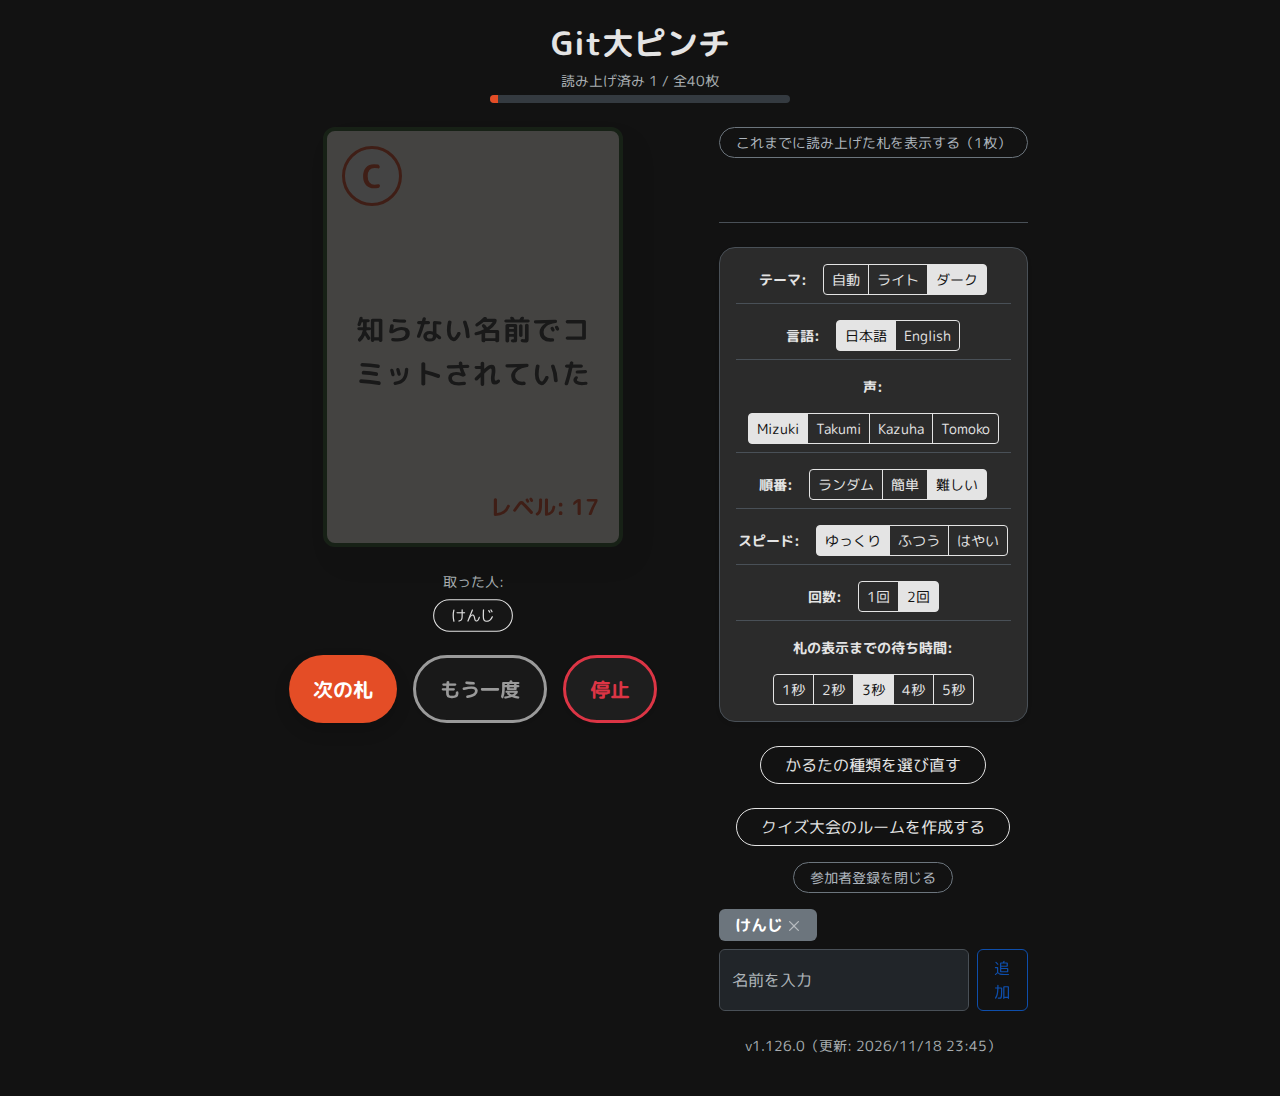 Git大ピンチ
読み上げ済み 1 / 全40枚
C
知らない名前でコ
ミットされていた
レベル: 17
取った人:
けんじ
次の札
もう一度
停止
これまでに読み上げた札を表示する（1枚）
テーマ: 自動 ライト ダーク
言語: 日本語 English
声:
Mizuki Takumi Kazuha Tomoko
順番: ランダム 簡単 難しい
スピード: ゆっくり ふつう はやい
回数: 1回 2回
札の表示までの待ち時間:
1秒 2秒 3秒 4秒 5秒
かるたの種類を選び直す
クイズ大会のルームを作成する
参加者登録を閉じる
けんじ ×
名前を入力
追
加
v1.126.0（更新: 2026/11/18 23:45）